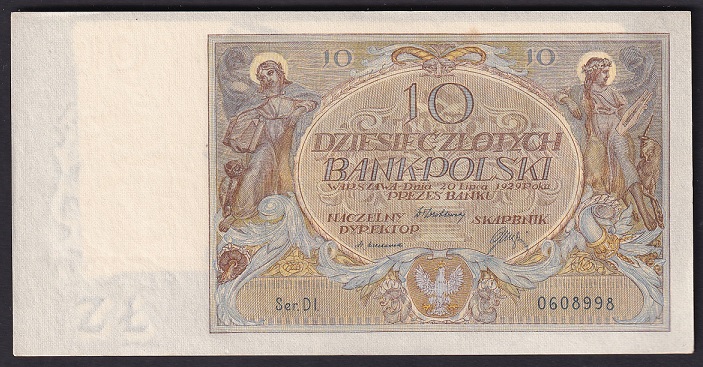 10 10
10
DZIESIĘĆ ZŁOTYCH
BANK POLSKI
WARSZAWA-Dnia 20 Lipca 1929 Roku
PREZES BANKU
NACZELNY SKARBNIK
DYREKTOR
Ser. DI. 0608998